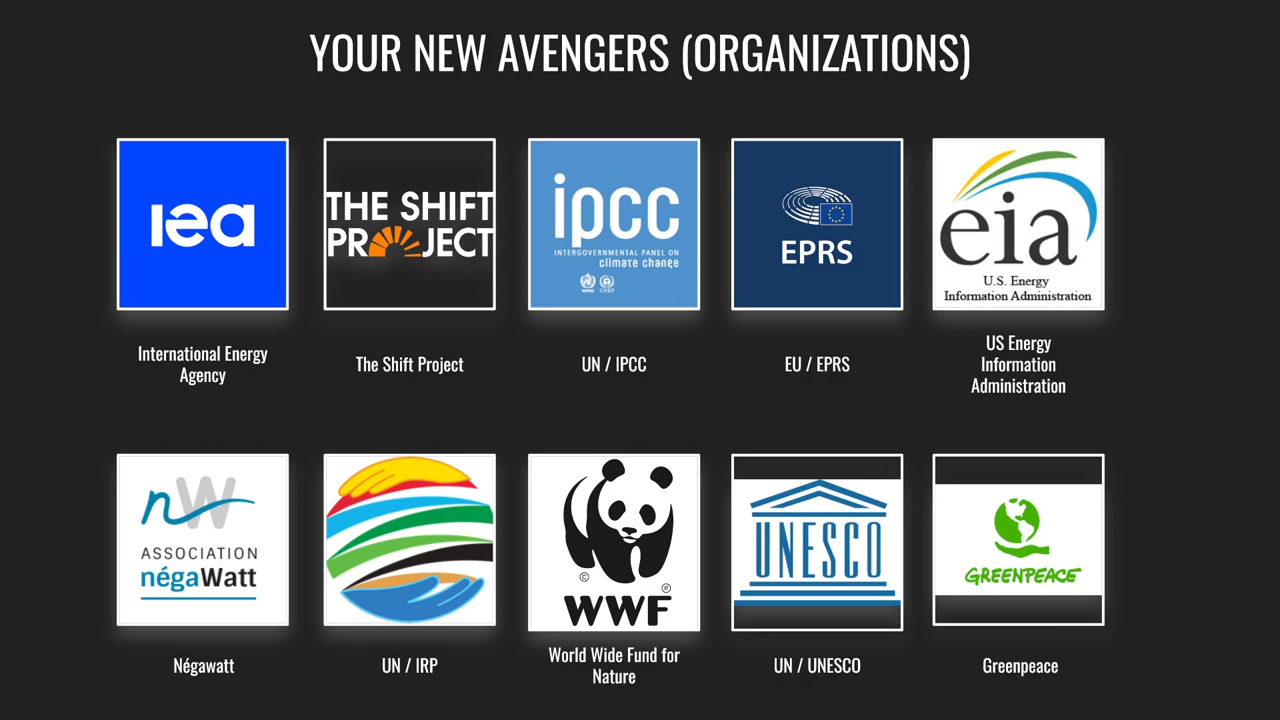 YOUR NEW AVENGERS (ORGANIZATIONS)
iea
THE SHIFT
PROJECT
ipcc
INTERGOVERNMENTAL PANEL ON
climate change
WMO
UNEP
EPRS
eia
U.S. Energy
Information Administration
International Energy
Agency
The Shift Project
UN / IPCC
EU / EPRS
US Energy
Information
Administration
nW
ASSOCIATION
négaWatt
©
®
WWF
UNESCO
GREENPEACE
Négawatt
UN / IRP
World Wide Fund for
Nature
UN / UNESCO
Greenpeace